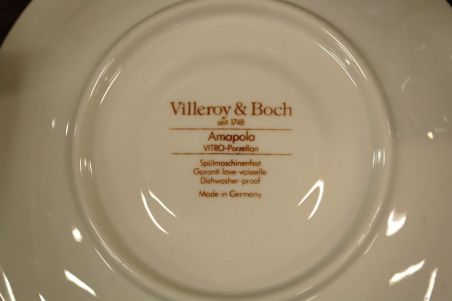 Villeroy & Boch
seit 1748
Amapola
VITRO-Porzellan
Spülmaschinenfest
Garanti lave-vaisselle
Dishwasher-proof
Made in Germany